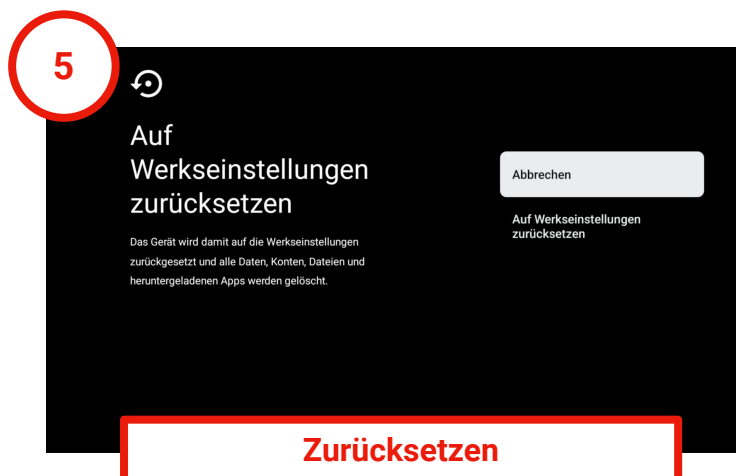 5
Auf
Werkseinstellungen
zurücksetzen
Das Gerät wird damit auf die Werkseinstellungen
zurückgesetzt und alle Daten, Konten, Dateien und
heruntergeladenen Apps werden gelöscht.
Abbrechen
Auf Werkseinstellungen
zurücksetzen
Zurücksetzen